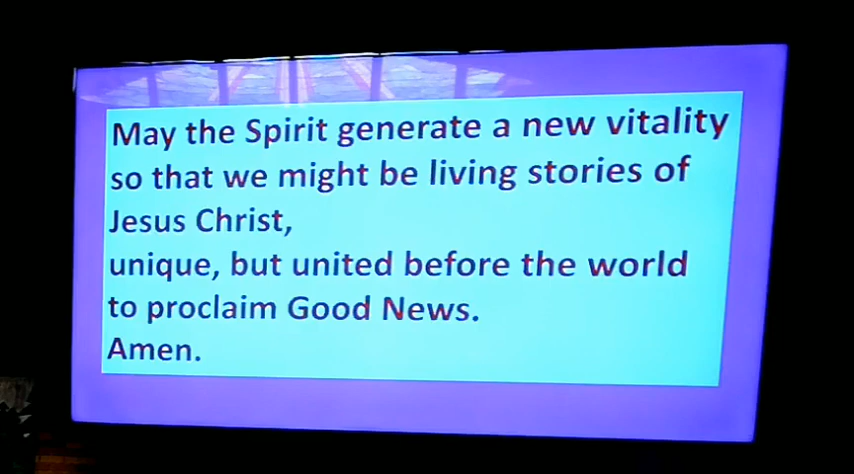 May the Spirit generate a new vitality
so that we might be living stories of
Jesus Christ,
unique, but united before the world
to proclaim Good News.
Amen.